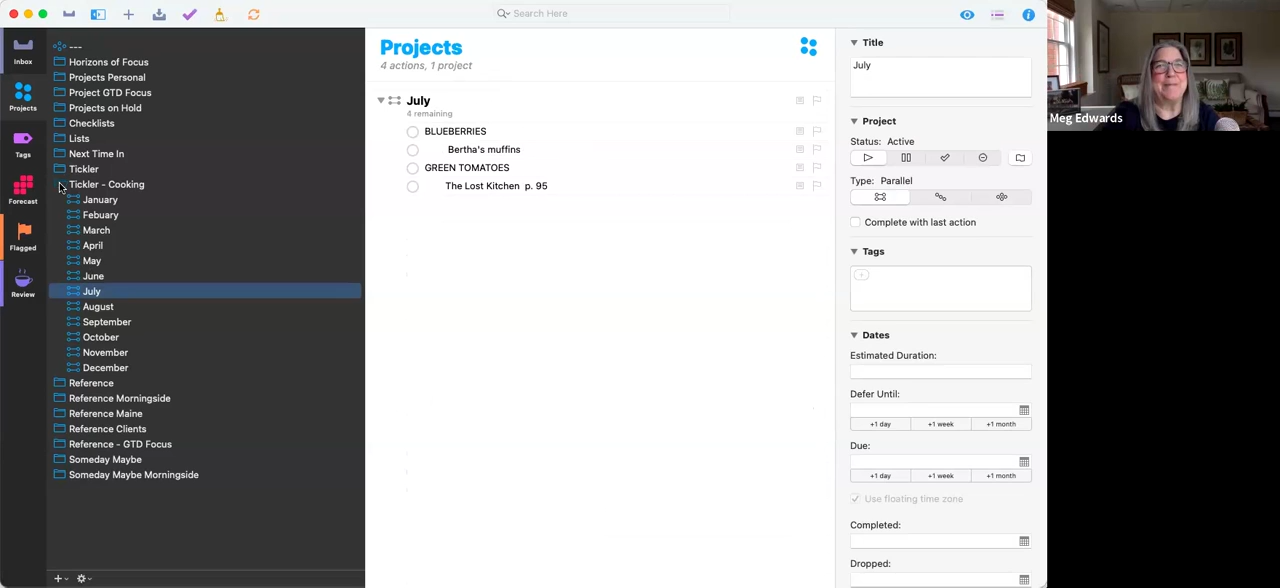 Search Here
Inbox
Projects
Tags
Forecast
Flagged
Review
---
Horizons of Focus
Projects Personal
Project GTD Focus
Projects on Hold
Checklists
Lists
Next Time In
Tickler
Tickler - Cooking
January
Febuary
March
April
May
June
July
August
September
October
November
December
Reference
Reference Morningside
Reference Maine
Reference Clients
Reference - GTD Focus
Someday Maybe
Someday Maybe Morningside
Projects
4 actions, 1 project
July
4 remaining
BLUEBERRIES
Bertha's muffins
GREEN TOMATOES
The Lost Kitchen p. 95
Title
July
Project
Status: Active
Type: Parallel
Complete with last action
Tags
Dates
Estimated Duration:
Defer Until:
+1 day +1 week +1 month
Due:
+1 day +1 week +1 month
Use floating time zone
Completed:
Dropped:
Meg Edwards